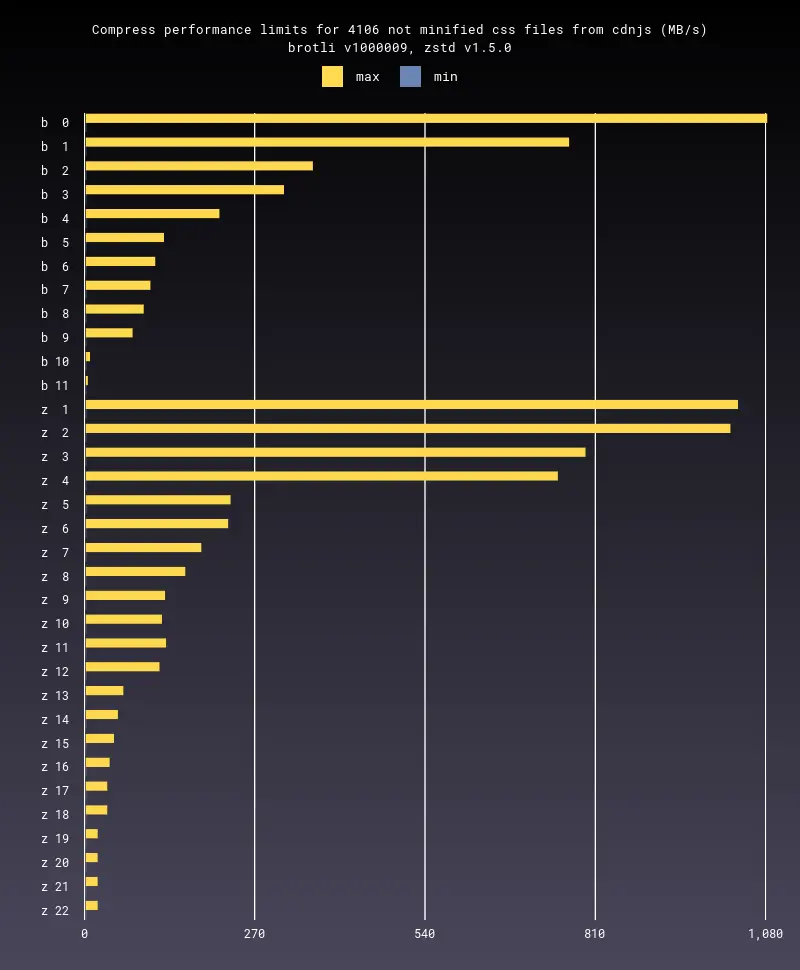 Compress performance limits for 4106 not minified css files from cdnjs (MB/s)
brotli v1000009, zstd v1.5.0
max min
b 0
b 1
b 2
b 3
b 4
b 5
b 6
b 7
b 8
b 9
b 10
b 11
z 1
z 2
z 3
z 4
z 5
z 6
z 7
z 8
z 9
z 10
z 11
z 12
z 13
z 14
z 15
z 16
z 17
z 18
z 19
z 20
z 21
z 22
0 270 540 810 1,080